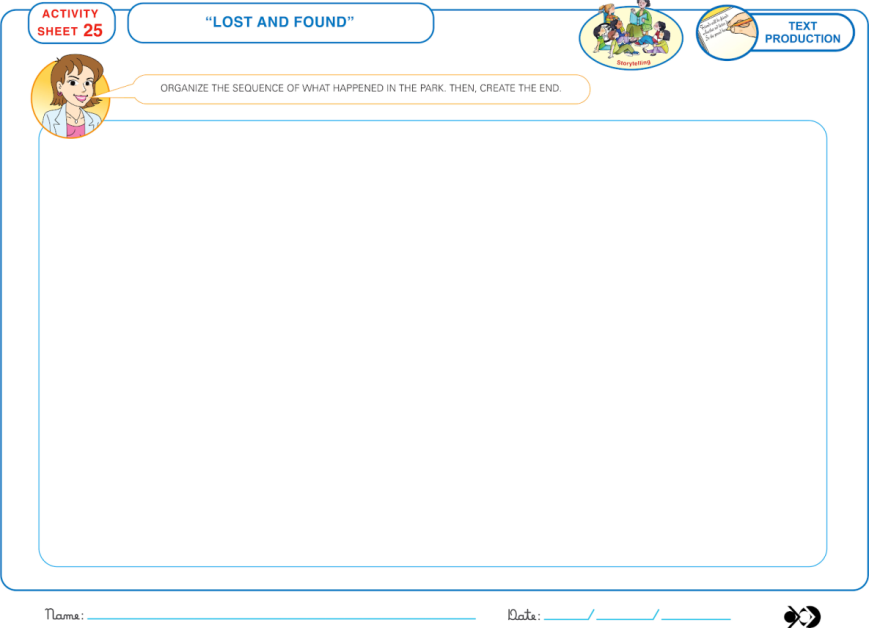 ACTIVITY
SHEET 25
“LOST AND FOUND”
Storytelling
TEXT
PRODUCTION
ORGANIZE THE SEQUENCE OF WHAT HAPPENED IN THE PARK. THEN, CREATE THE END.
Name:
Date: / /